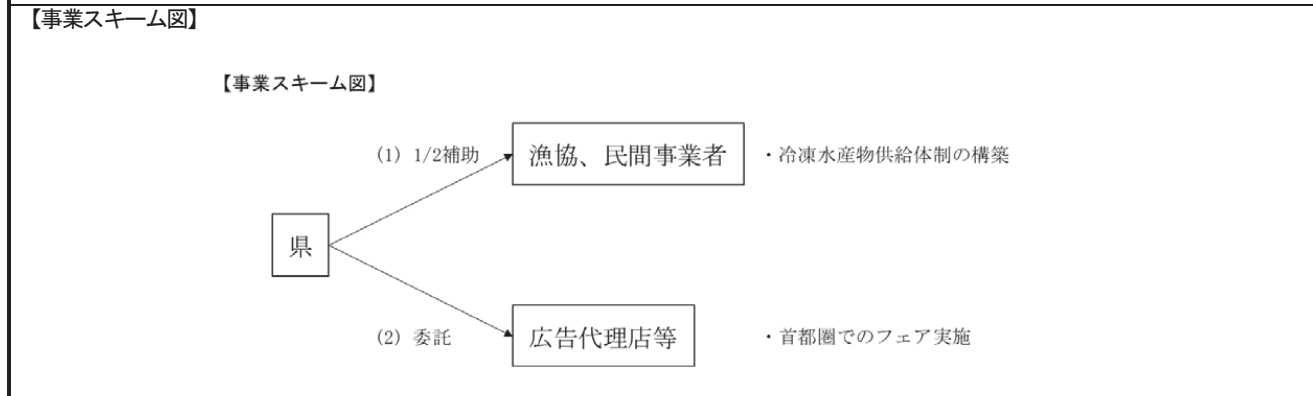 【事業スキーム図】
【事業スキーム図】
(1) 1/2補助
漁協、民間事業者
・冷凍水産物供給体制の構築
県
(2) 委託
広告代理店等
・首都圏でのフェア実施